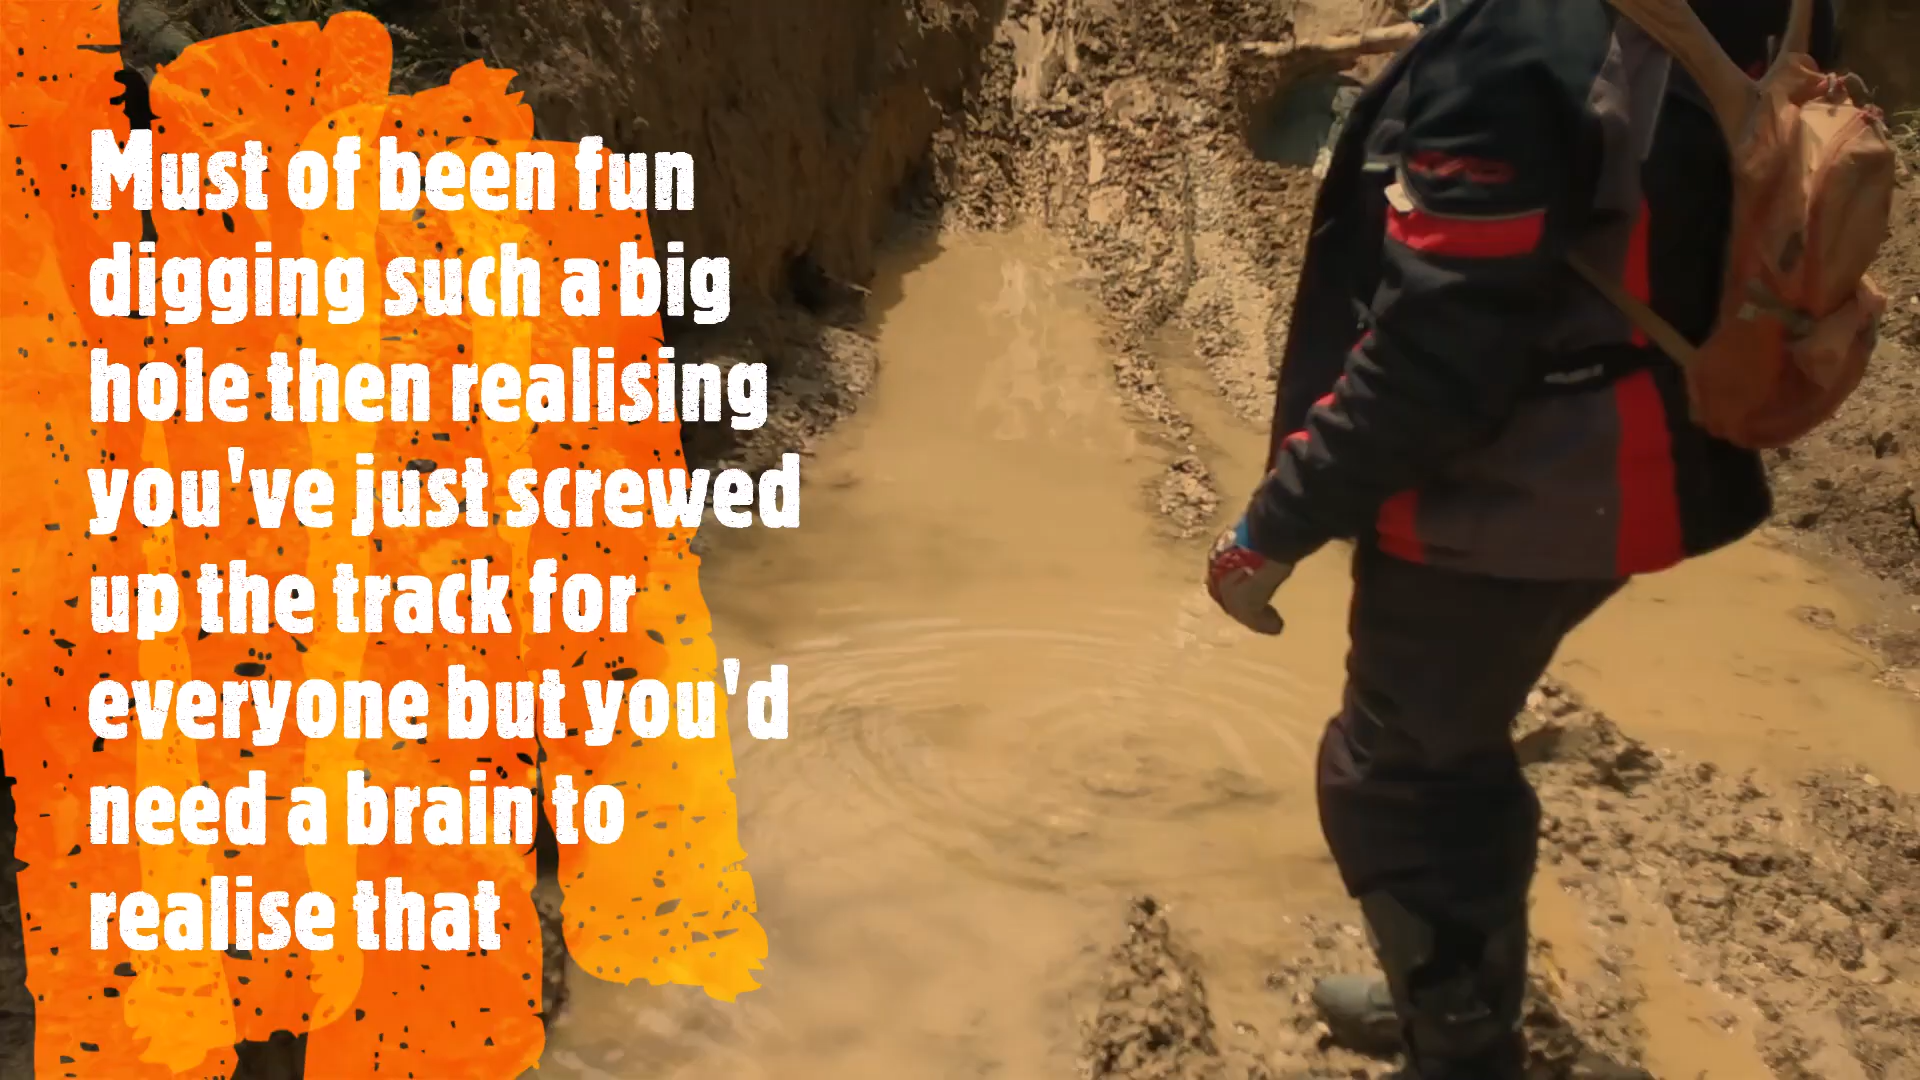 Must of been fun
digging such a big
hole then realising
you've just screwed
up the track for
everyone but you'd
need a brain to
realise that